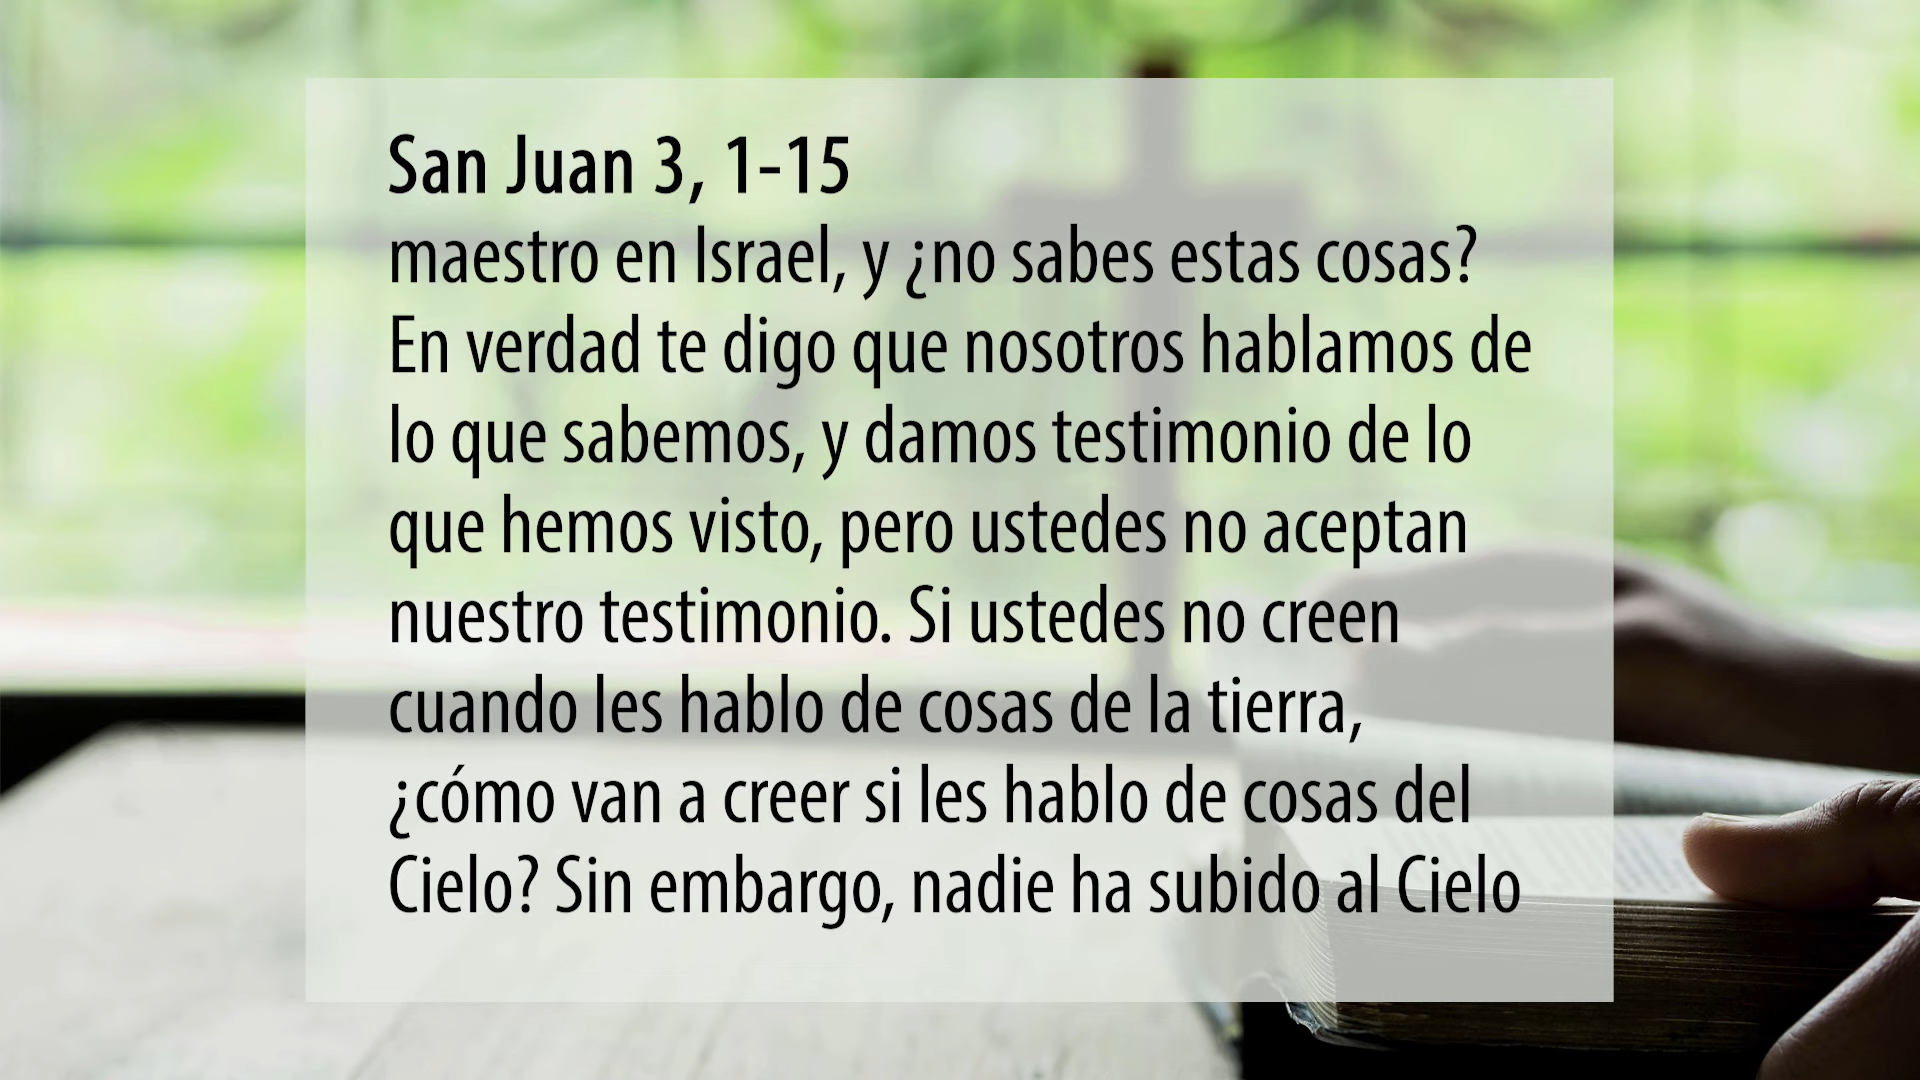 San Juan 3, 1-15
maestro en Israel, y ¿no sabes estas cosas?
En verdad te digo que nosotros hablamos de
lo que sabemos, y damos testimonio de lo
que hemos visto, pero ustedes no aceptan
nuestro testimonio. Si ustedes no creen
cuando les hablo de cosas de la tierra,
¿cómo van a creer si les hablo de cosas del
Cielo? Sin embargo, nadie ha subido al Cielo